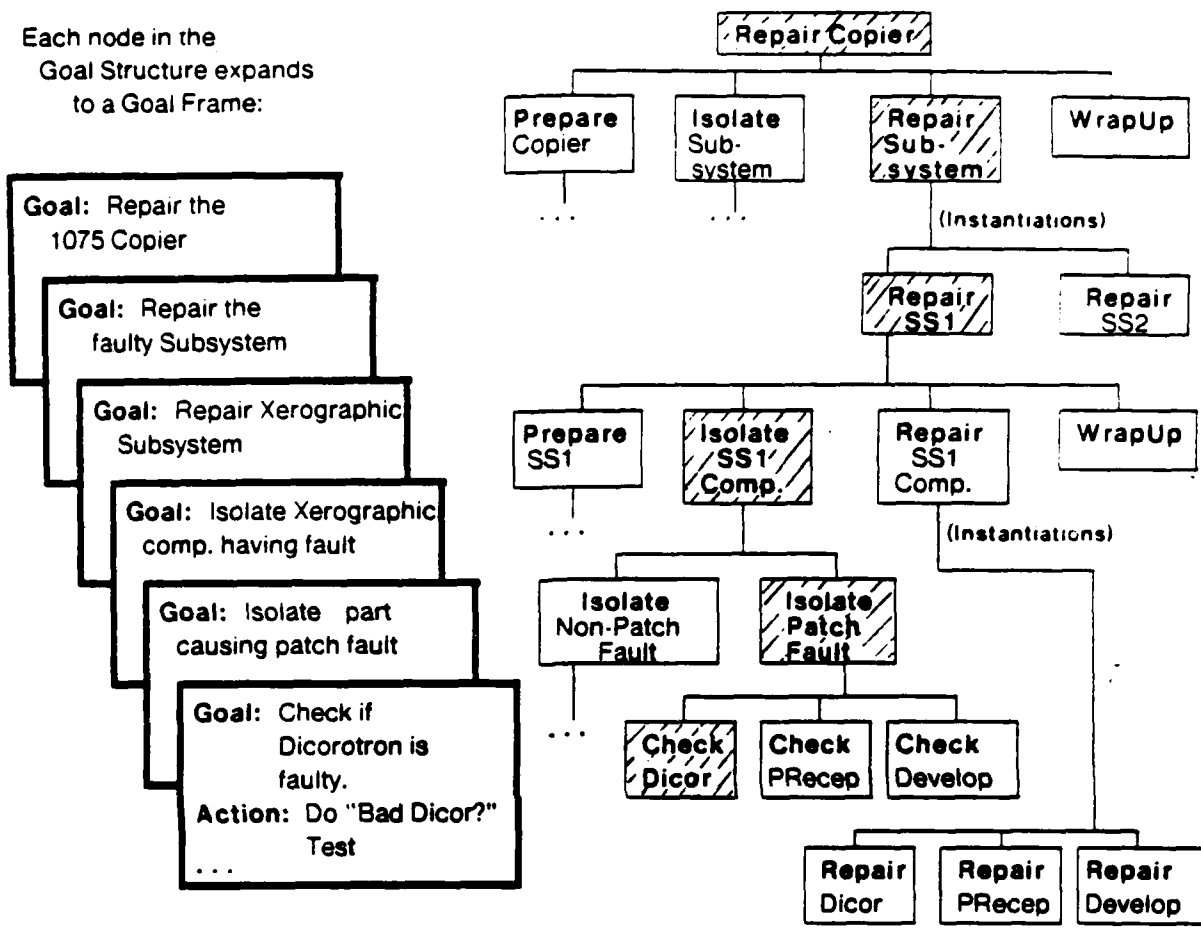 Each node in the
Goal Structure expands
to a Goal Frame:
Goal: Repair the
1075 Copier
Goal: Repair the
faulty Subsystem
Goal: Repair Xerographic
Subsystem
Goal: Isolate Xerographic
comp. having fault
Goal: Isolate part
causing patch fault
Goal: Check if
Dicorotron is
faulty.
Action: Do "Bad Dicor?"
Test
. . .
Repair Copier
Prepare
Copier
. . .
Isolate
Sub-
system
. . .
Repair
Sub-
system
WrapUp
(Instantiations)
Repair
SS1
Repair
SS2
Prepare
SS1
. . .
Isolate
SS1
Comp.
Repair
SS1
Comp.
WrapUp
(Instantiations)
Isolate
Non-Patch
Fault
. . .
Isolate
Patch
Fault
Check
Dicor
Check
PRecep
Check
Develop
Repair
Dicor
Repair
PRecep
Repair
Develop